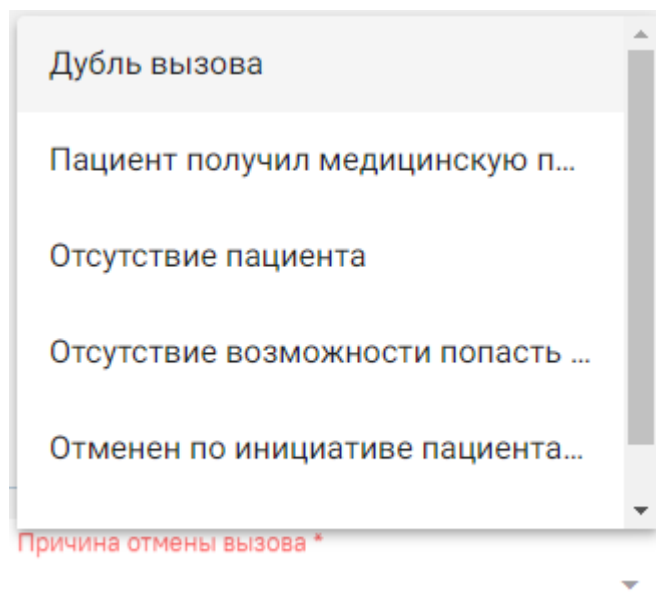 Дубль вызова
Пациент получил медицинскую п...
Отсутствие пациента
Отсутствие возможности попасть ...
Отменен по инициативе пациента...
Причина отмены вызова *